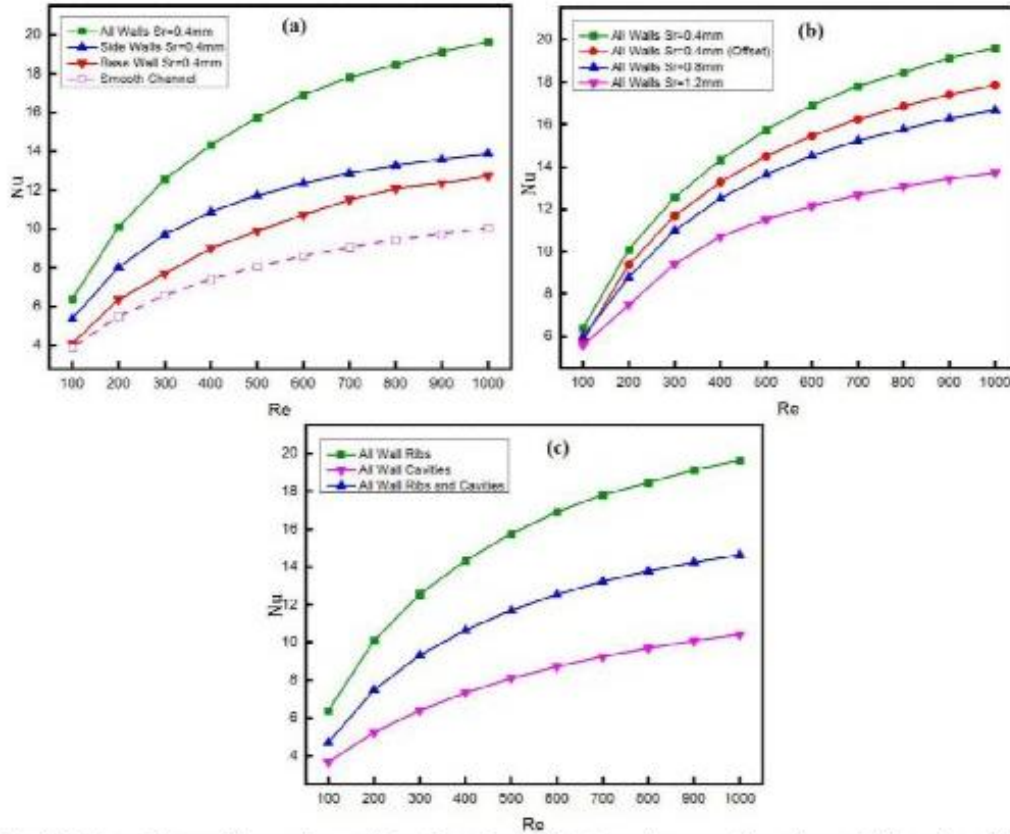 (a)
All Walls Sr=0.4mm
Side Walls Sr=0.4mm
Base Wall Sr=0.4mm
Smooth Channel
20
18
16
14
12
10
8
6
4
Nu
100 200 300 400 500 600 700 800 900 1000
Re
(b)
All Walls Sr=0.4mm
All Walls Sr=0.4mm (Offset)
All Walls Sr=0.8mm
All Walls Sr=1.2mm
20
18
16
14
12
10
8
6
Nu
100 200 300 400 500 600 700 800 900 1000
Re
(c)
All Wall Ribs
All Wall Cavities
All Wall Ribs and Cavities
20
18
16
14
12
10
8
6
4
Nu
100 200 300 400 500 600 700 800 900 1000
Re